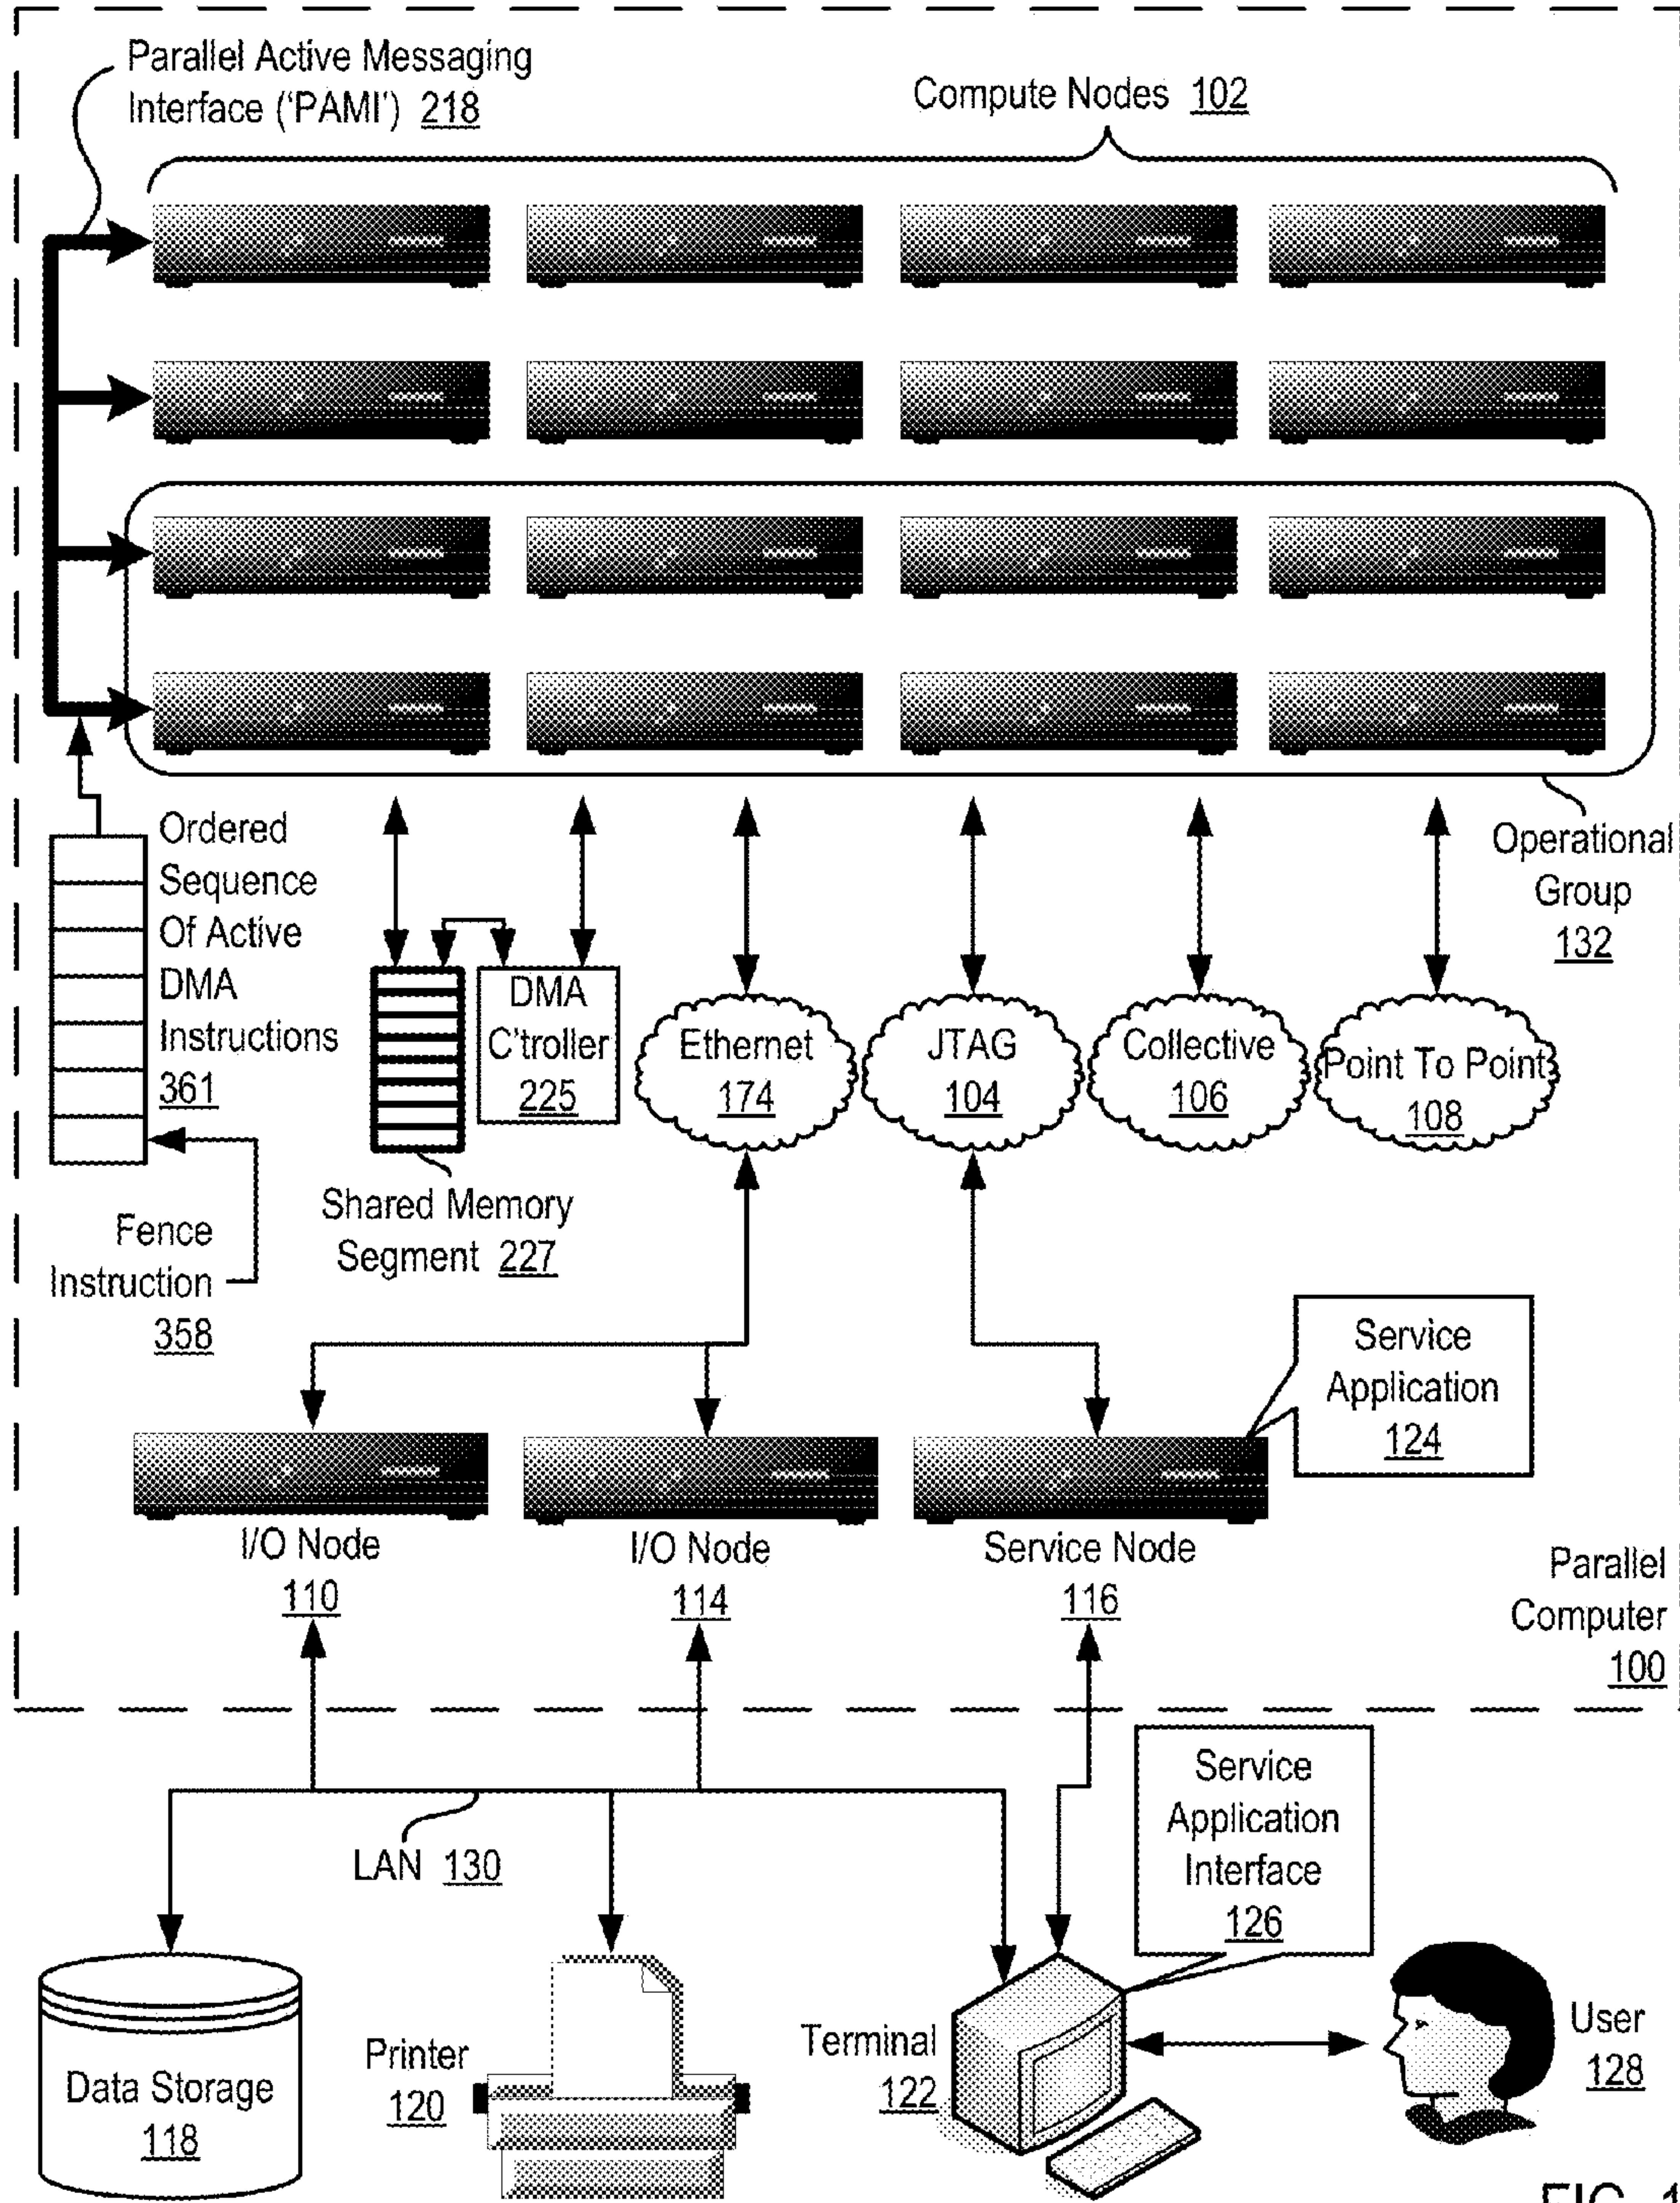 Parallel Active Messaging
Interface (‘PAMI’) 218
Compute Nodes 102
Ordered
Sequence
Of Active
DMA
Instructions
361
Operational
Group
132
DMA
C'troller
225
Ethernet
174
JTAG
104
Collective
106
Point To Point
108
Shared Memory
Segment 227
Fence
Instruction
358
Service
Application
124
I/O Node
110
I/O Node
114
Service Node
116
Parallel
Computer
100
LAN 130
Service
Application
Interface
126
Data Storage
118
Printer
120
Terminal
122
User
128
FIG. 1